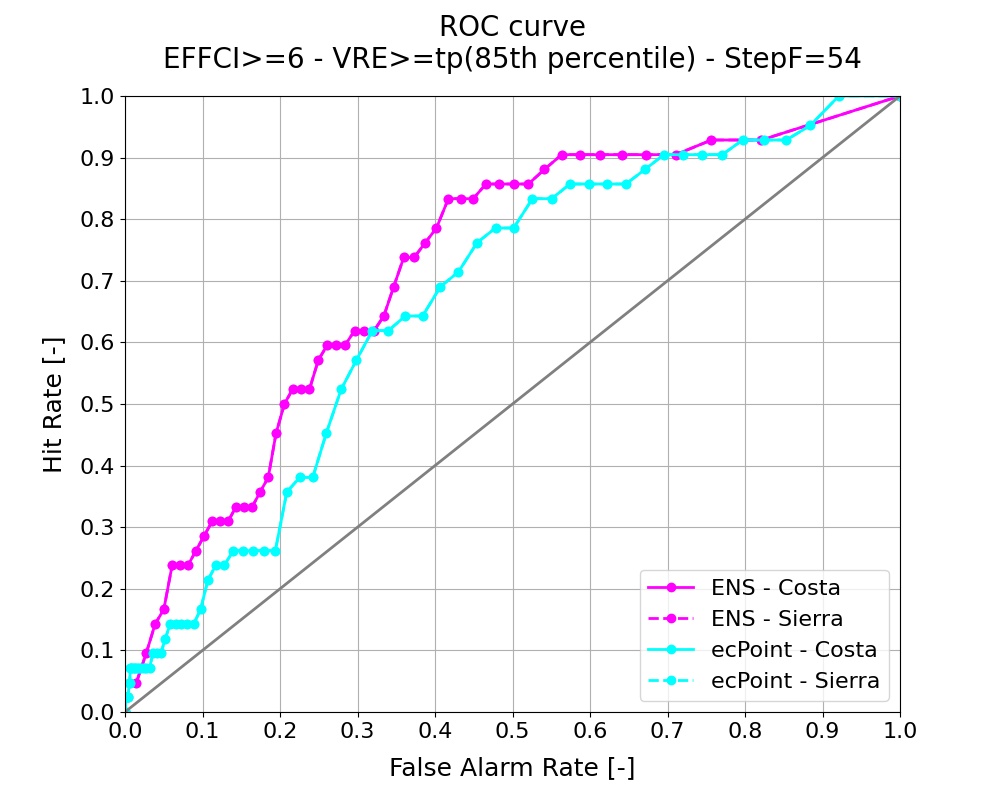 ROC curve
EFFCI>=6 - VRE>=tp(85th percentile) - StepF=54
1.0
0.9
0.8
0.7
0.6
0.5
0.4
0.3
0.2
0.1
0.0
Hit Rate [-]
ENS - Costa
ENS - Sierra
ecPoint - Costa
ecPoint - Sierra
0.0 0.1 0.2 0.3 0.4 0.5 0.6 0.7 0.8 0.9 1.0
False Alarm Rate [-]